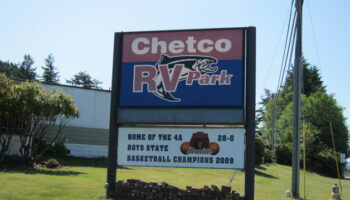 Chetco
RV Park
HOME OF THE 4A 28-0
BOYS STATE
BASKETBALL CHAMPIONS 2009